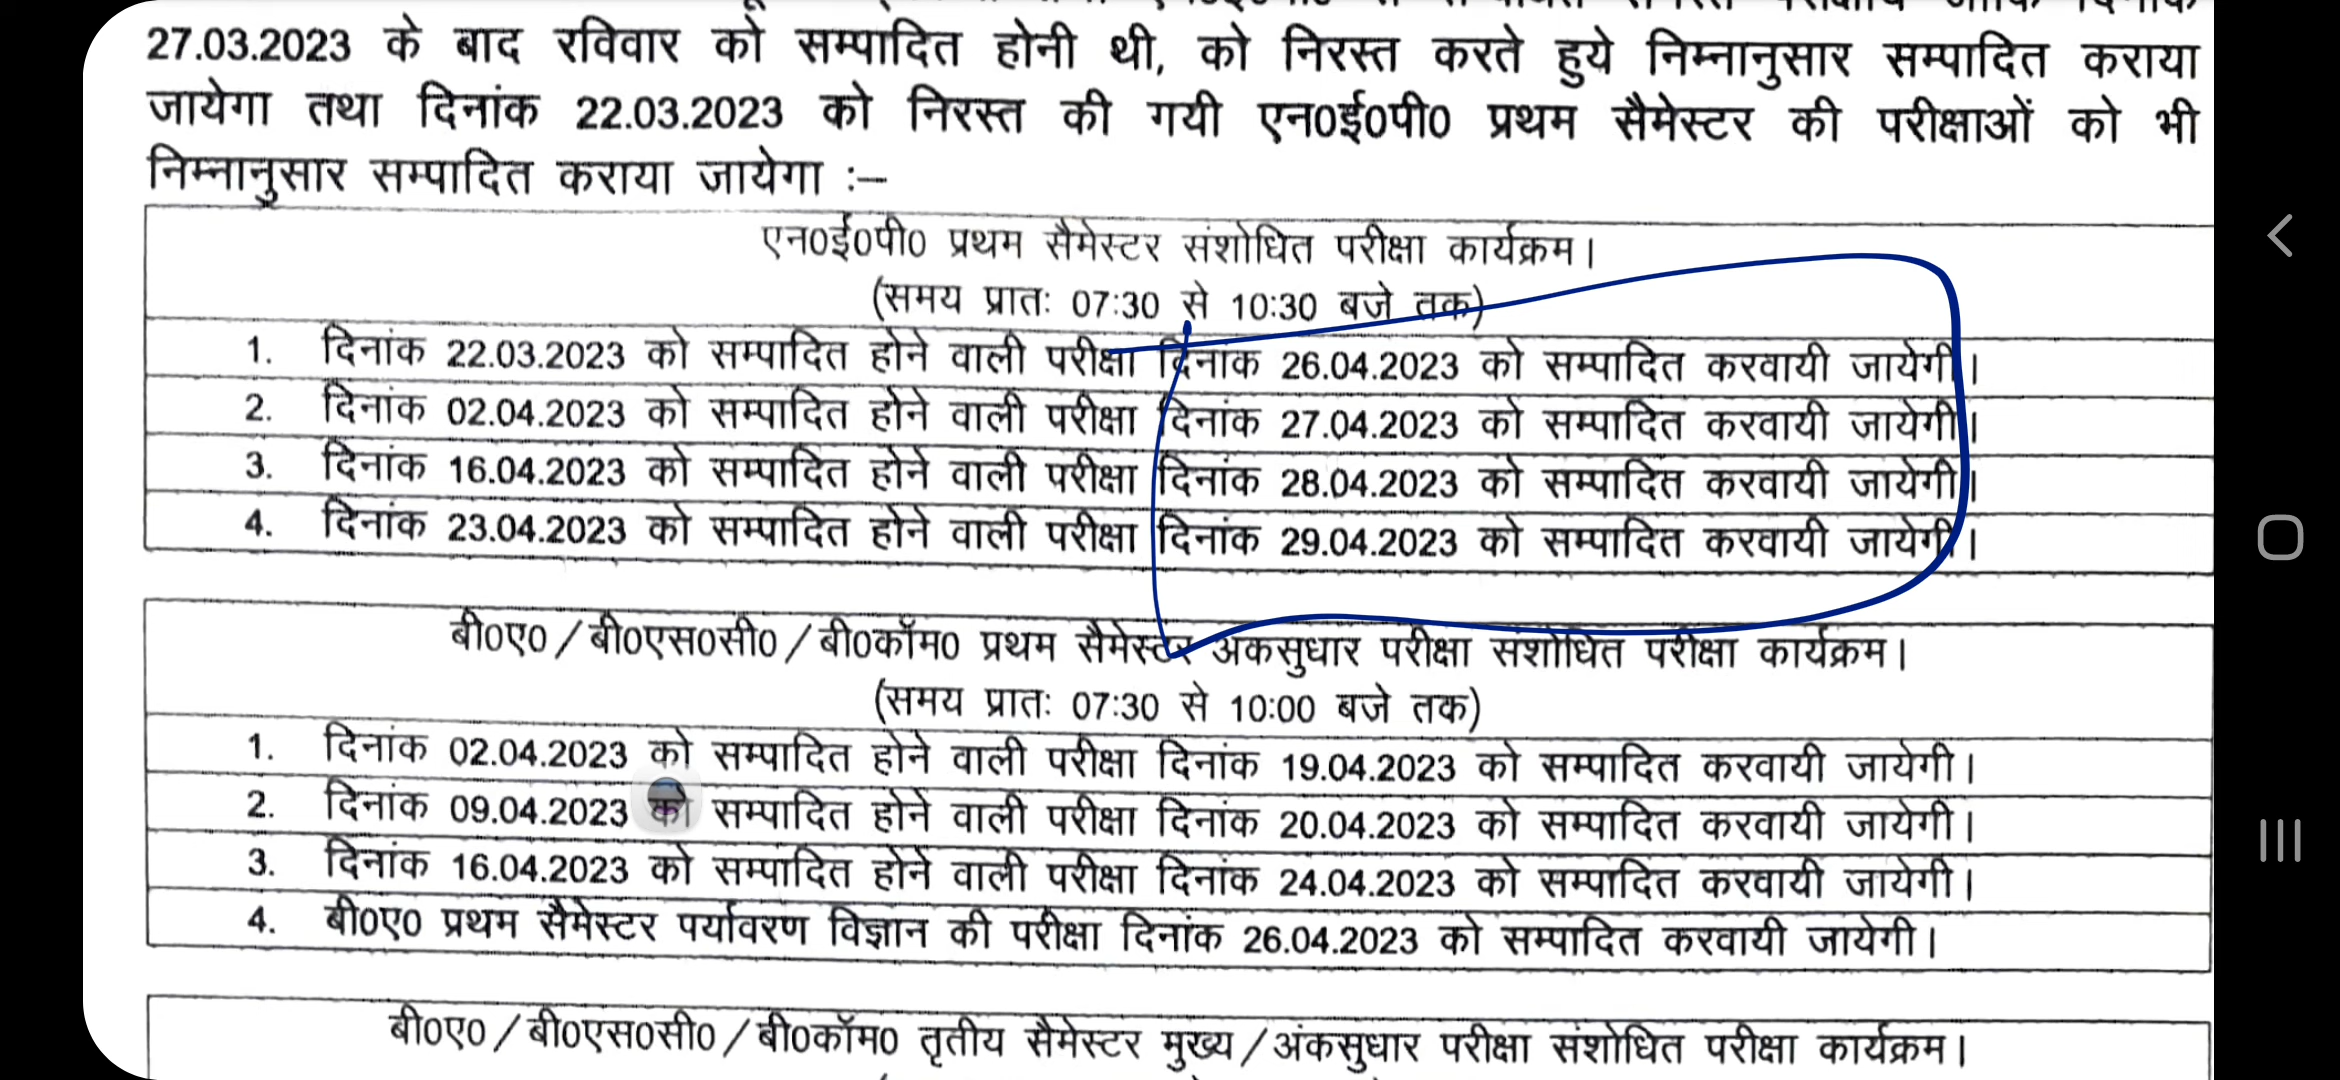 27.03.2023 के बाद रविवार को सम्पादित होनी थी, को निरस्त करते हुये निम्नानुसार सम्पादित कराया
जायेगा तथा दिनांक 22.03.2023 को निरस्त की गयी एन0ई0पी0 प्रथम सैमेस्टर की परीक्षाओं को भी
निम्नानुसार सम्पादित कराया जायेगा :–
एन0ई0पी0 प्रथम सैमेस्टर संशोधित परीक्षा कार्यक्रम।
(समय प्रातः 07:30 से 10:30 बजे तक)
1. दिनांक 22.03.2023 को सम्पादित होने वाली परीक्षा दिनांक 26.04.2023 को सम्पादित करवायी जायेगी।
2. दिनांक 02.04.2023 को सम्पादित होने वाली परीक्षा दिनांक 27.04.2023 को सम्पादित करवायी जायेगी।
3. दिनांक 16.04.2023 को सम्पादित होने वाली परीक्षा दिनांक 28.04.2023 को सम्पादित करवायी जायेगी।
4. दिनांक 23.04.2023 को सम्पादित होने वाली परीक्षा दिनांक 29.04.2023 को सम्पादित करवायी जायेगी।
बी0ए0/बी0एस0सी0/बी0कॉम0 प्रथम सैमेस्टर अंकसुधार परीक्षा संशोधित परीक्षा कार्यक्रम।
(समय प्रातः 07:30 से 10:00 बजे तक)
1. दिनांक 02.04.2023 को सम्पादित होने वाली परीक्षा दिनांक 19.04.2023 को सम्पादित करवायी जायेगी।
2. दिनांक 09.04.2023 को सम्पादित होने वाली परीक्षा दिनांक 20.04.2023 को सम्पादित करवायी जायेगी।
3. दिनांक 16.04.2023 को सम्पादित होने वाली परीक्षा दिनांक 24.04.2023 को सम्पादित करवायी जायेगी।
4. बी0ए0 प्रथम सैमेस्टर पर्यावरण विज्ञान की परीक्षा दिनांक 26.04.2023 को सम्पादित करवायी जायेगी।
बी0ए0/बी0एस0सी0/बी0कॉम0 तृतीय सैमेस्टर मुख्य/अंकसुधार परीक्षा संशोधित परीक्षा कार्यक्रम।